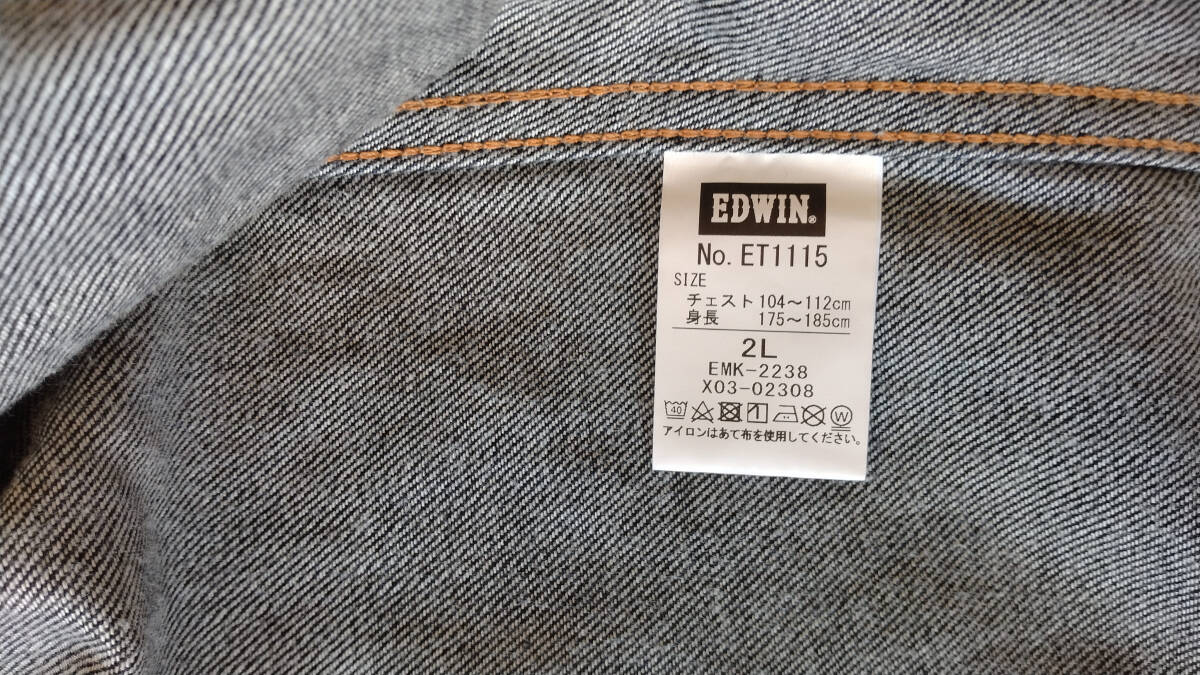 EDWIN®
No. ET1115
SIZE
チェスト 104～112cm
身長 175～185cm
2L
EMK-2238
X03-02308
40 W
アイロンはあて布を使用してください。